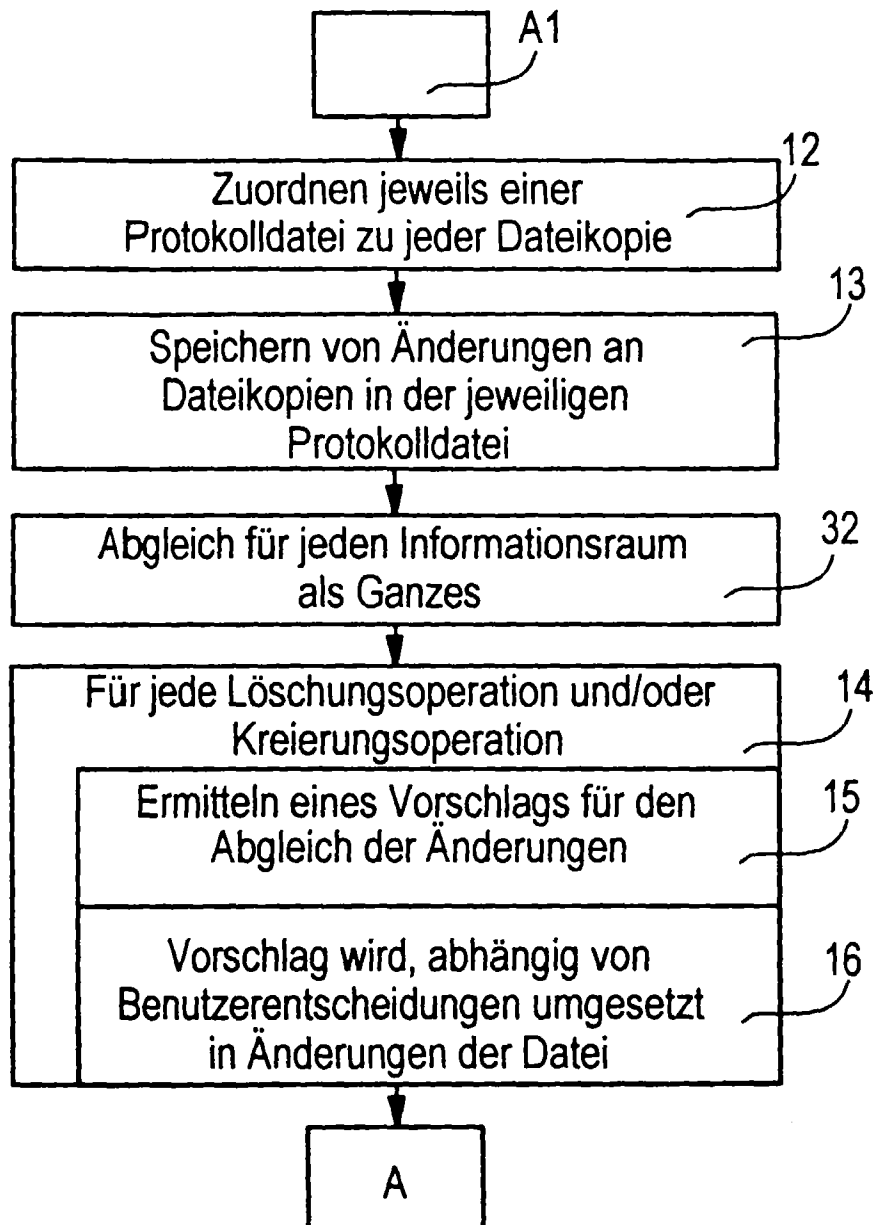 A1
12
Zuordnen jeweils einer
Protokolldatei zu jeder Dateikopie
13
Speichern von Änderungen an
Dateikopien in der jeweiligen
Protokolldatei
Abgleich für jeden Informationsraum
als Ganzes
32
Für jede Löschungsoperation und/oder
Kreierungsoperation
14
Ermitteln eines Vorschlags für den
Abgleich der Änderungen
15
Vorschlag wird, abhängig von
Benutzerentscheidungen umgesetzt
in Änderungen der Datei
16
A